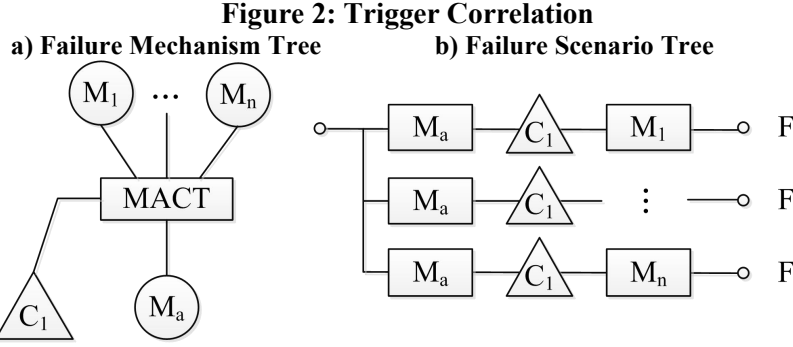 Figure 2: Trigger Correlation
a) Failure Mechanism Tree
b) Failure Scenario Tree
M1 ... Mn
MACT
C1
Ma
Ma C1 M1 F
Ma C1 ⋮ F
Ma C1 Mn F